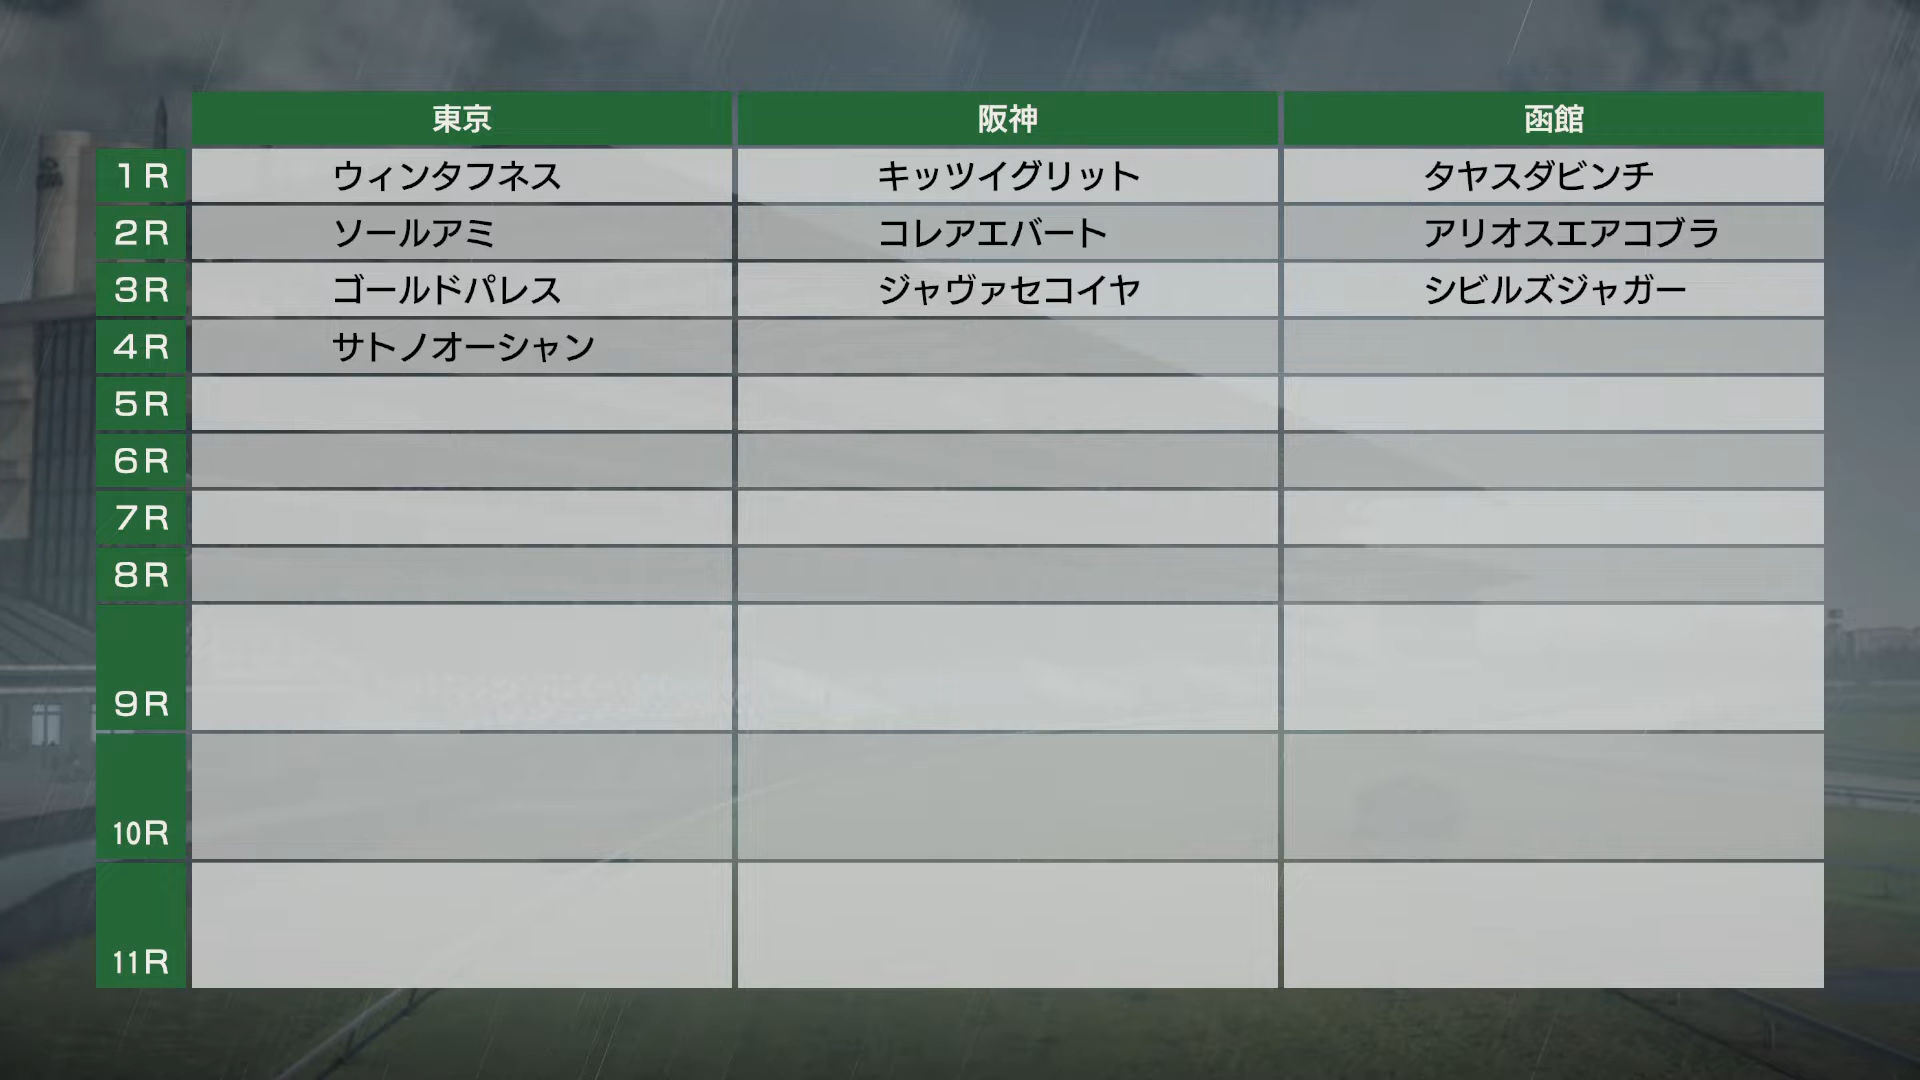 東京 阪神 函館
1R ウィンタフネス キッツイグリット タヤスダビンチ
2R ソールアミ コレアエバート アリオスエアコブラ
3R ゴールドパレス ジャヴァセコイヤ シビルズジャガー
4R サトノオーシャン
5R
6R
7R
8R
9R
10R
11R